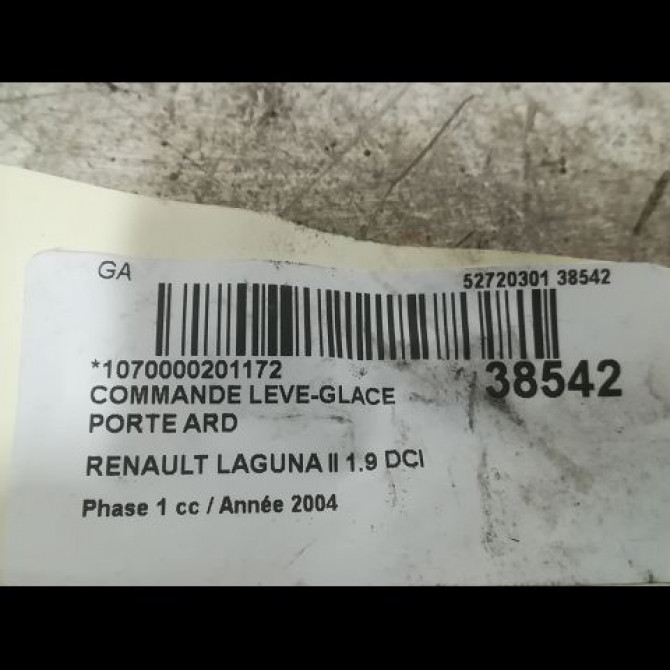 GA
52720301 38542
*1070000201172
38542
COMMANDE LEVE-GLACE
PORTE ARD
RENAULT LAGUNA II 1.9 DCI
Phase 1 cc / Année 2004